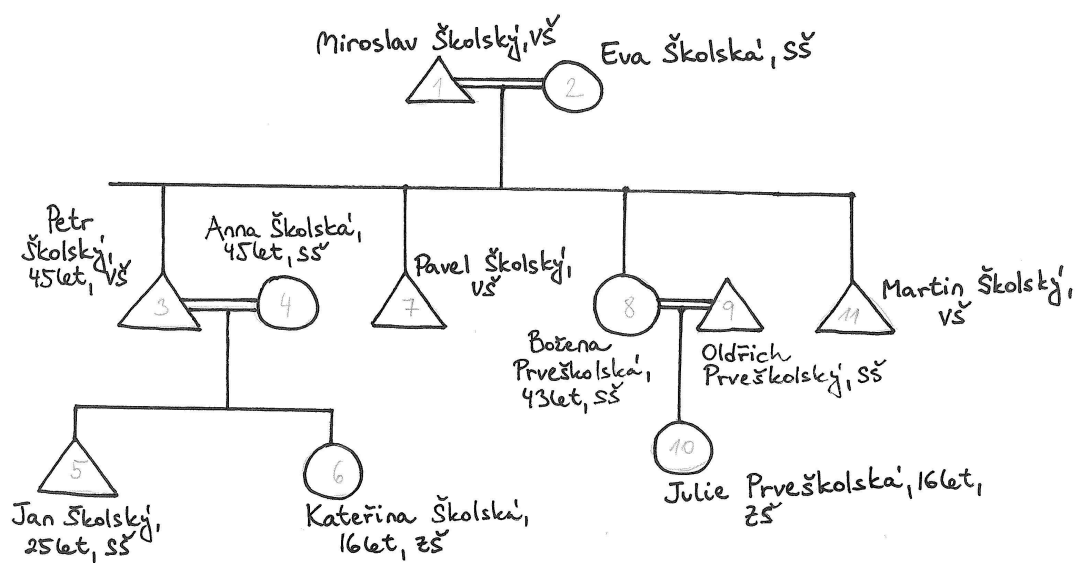 Miroslav Školský, VŠ
Eva Školská, SŠ
1
2
Petr
Školský,
45let, VŠ
Anna Školská,
45let, SŠ
Pavel Školský,
VŠ
3
4
7
8
9
11
Martin Školský,
VŠ
Božena
Prveškolská,
43let, SŠ
Oldřich
Prveškolský, SŠ
5
6
10
Jan Školský,
25let, SŠ
Kateřina Školská,
16let, ZŠ
Julie Prveškolská, 16let,
ZŠ